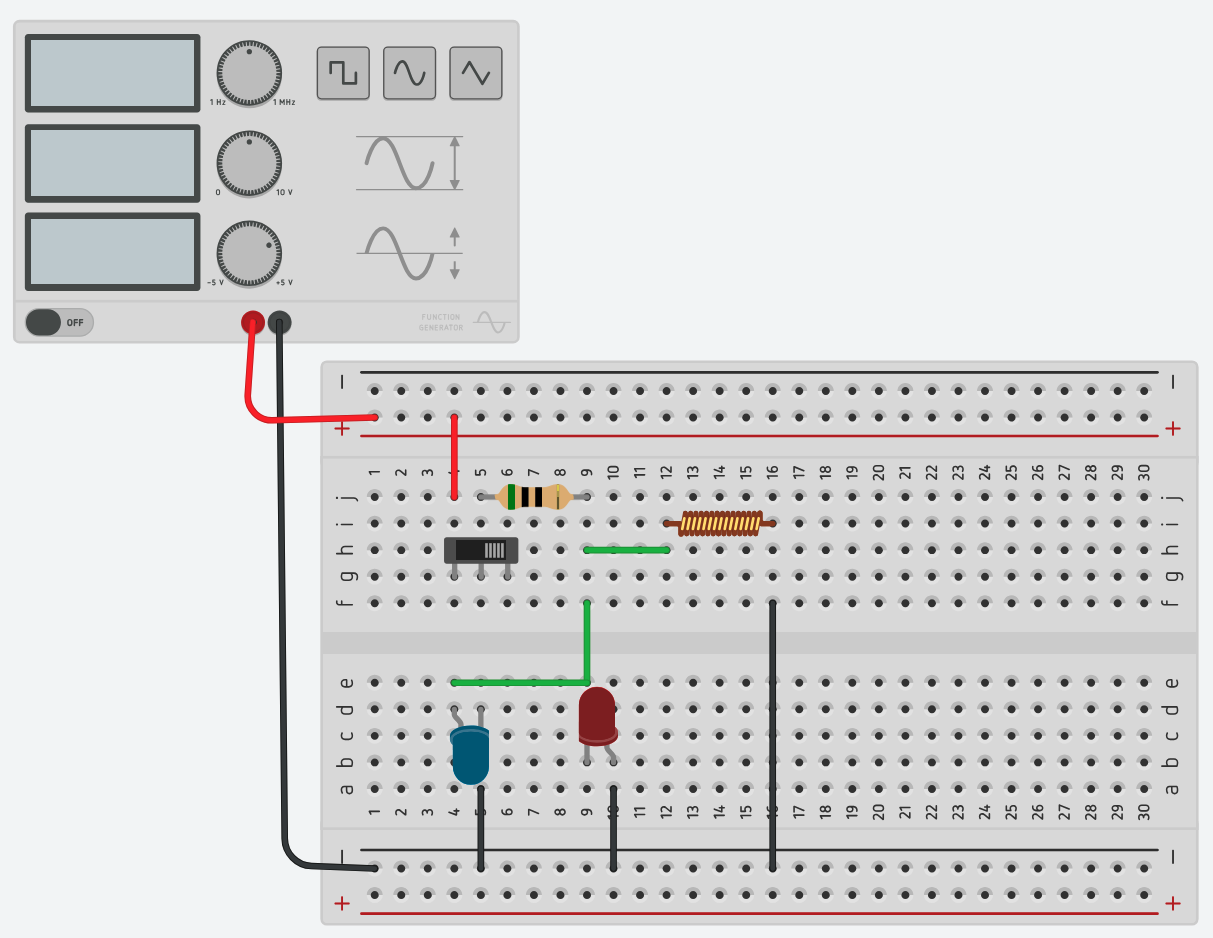 1 Hz 1 MHz
0 10 V
-5 V +5 V
OFF
FUNCTION
GENERATOR
− −
+ +
1 2 3 4 5 6 7 8 9 10 11 12 13 14 15 16 17 18 19 20 21 22 23 24 25 26 27 28 29 30
j j
i i
h h
g g
f f
e e
d d
c c
b b
a a
1 2 3 4 5 6 7 8 9 10 11 12 13 14 15 16 17 18 19 20 21 22 23 24 25 26 27 28 29 30
− −
+ +